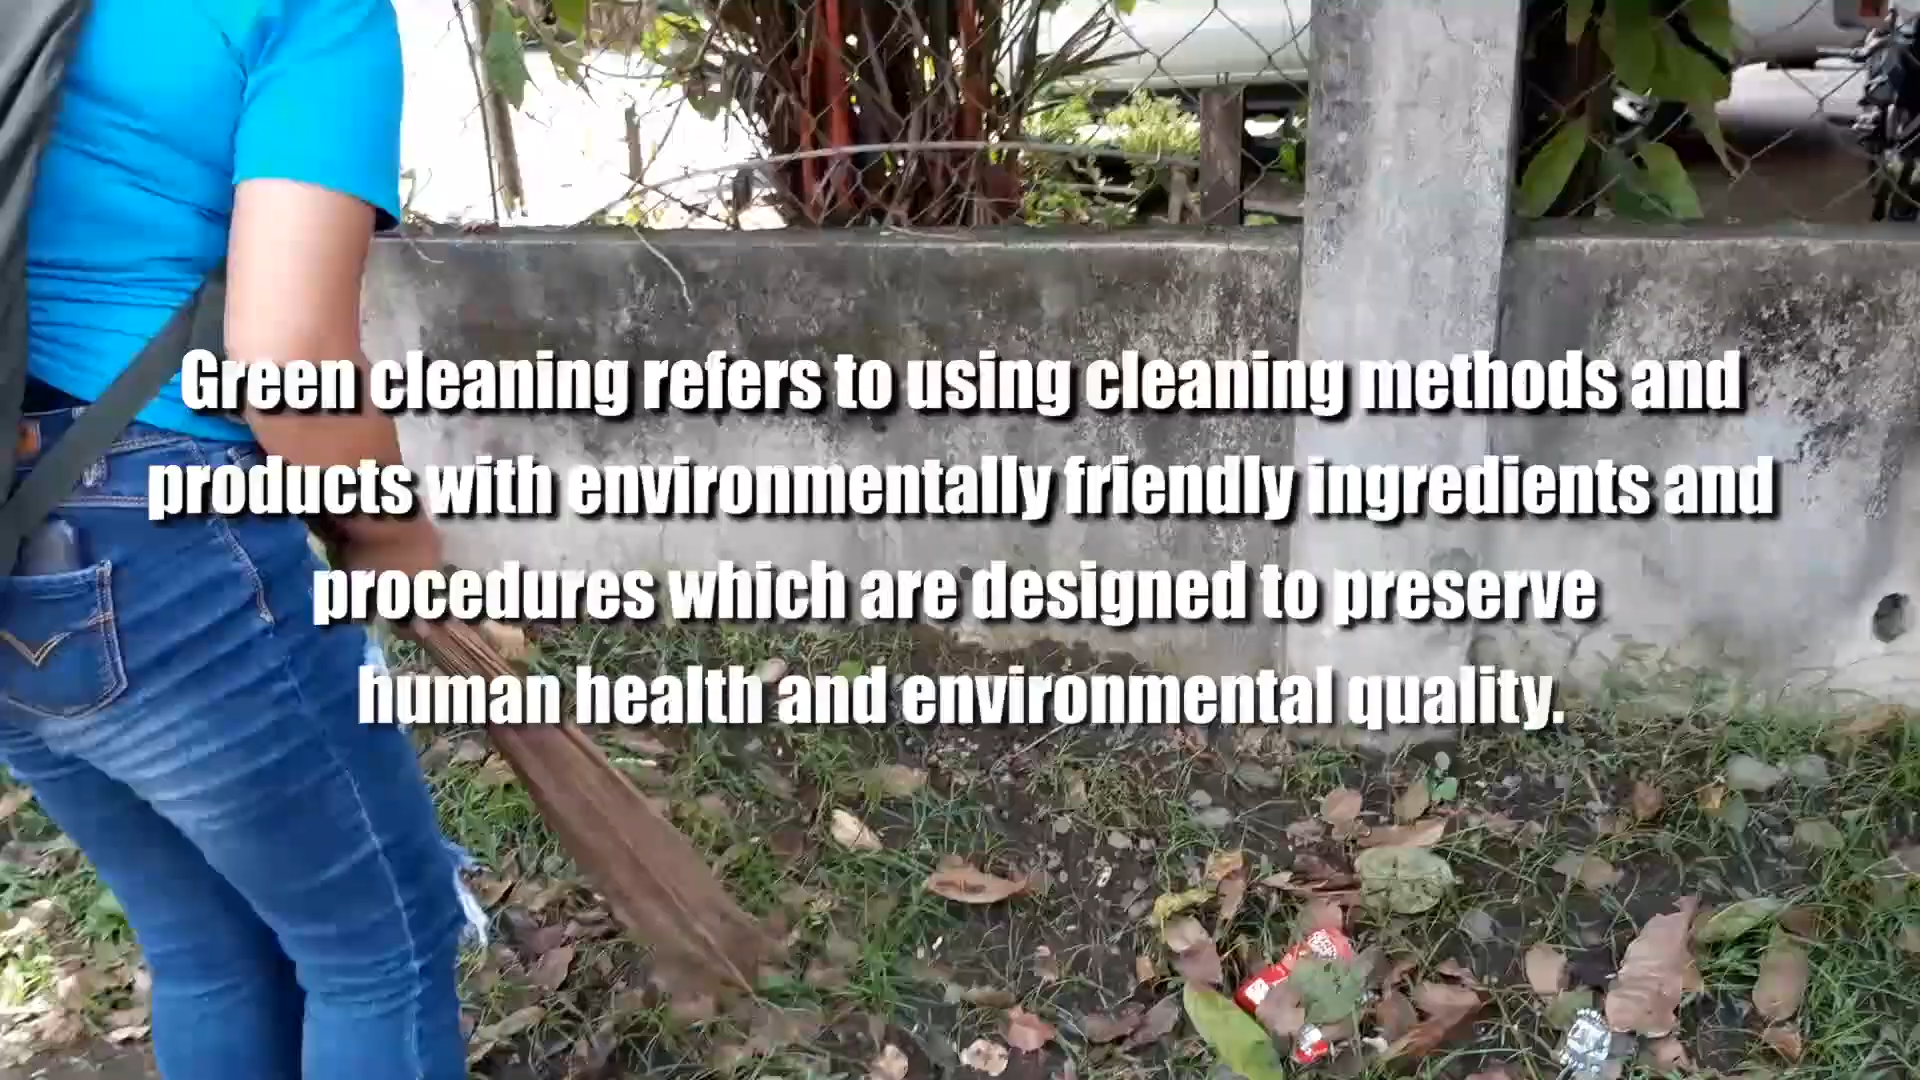 Green cleaning refers to using cleaning methods and
products with environmentally friendly ingredients and
procedures which are designed to preserve
human health and environmental quality.